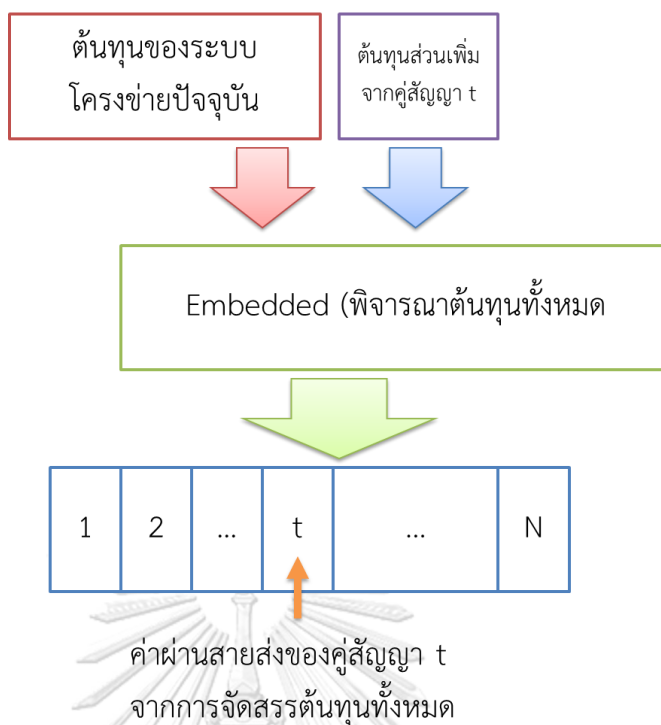 ต้นทุนของระบบ
โครงข่ายปัจจุบัน
ต้นทุนส่วนเพิ่ม
จากคู่สัญญา t
Embedded (พิจารณาต้นทุนทั้งหมด
1 2 ... t ... N
ค่าผ่านสายส่งของคู่สัญญา t
จากการจัดสรรต้นทุนทั้งหมด